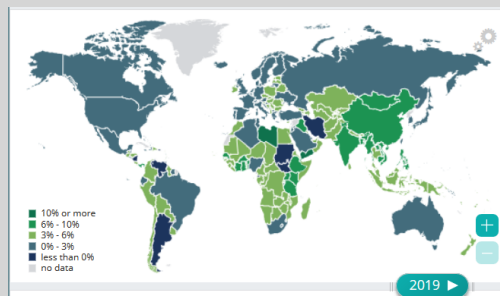 10% or more
6% - 10%
3% - 6%
0% - 3%
less than 0%
no data
2019